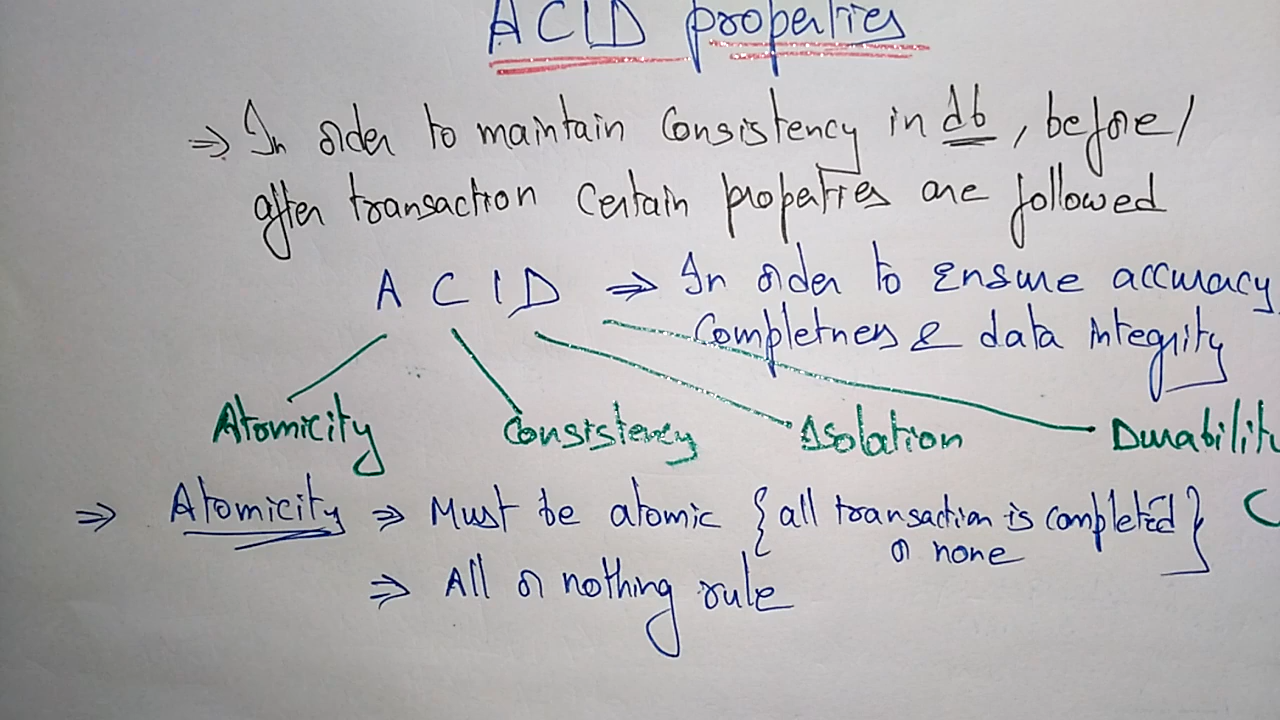 ACID properties
⇒ In order to maintain Consistency in db, before/
after transaction Certain properties are followed
A C I D ⇒ In order to Ensure accuracy
Completness & data integrity
Atomicity Consistency Isolation Durability
⇒ Atomicity ⇒ Must be atomic {all transaction is completed}
or none
⇒ All or nothing rule